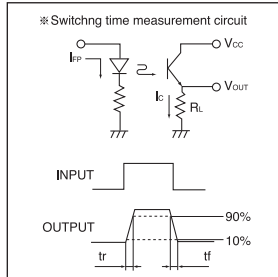 ※Switchng time measurement circuit
IFP
VCC
VOUT
IC
RL
INPUT
OUTPUT
90%
10%
tr
tf